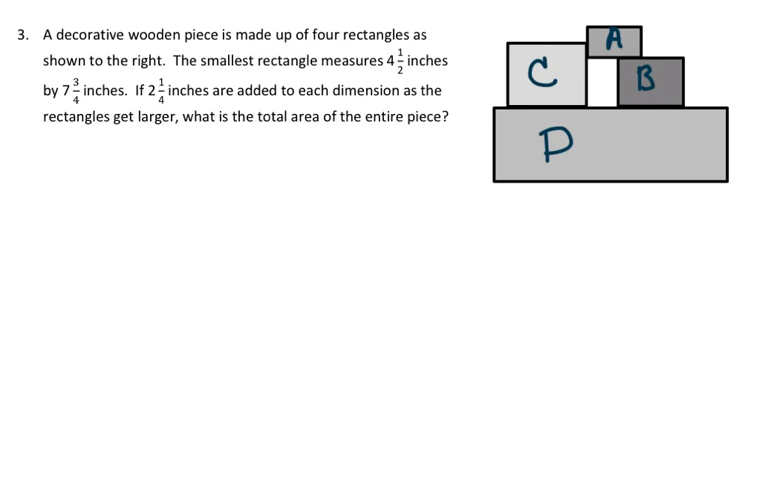 3. A decorative wooden piece is made up of four rectangles as
shown to the right. The smallest rectangle measures 4 1/2 inches
by 7 3/4 inches. If 2 1/4 inches are added to each dimension as the
rectangles get larger, what is the total area of the entire piece?
A
C
B
D